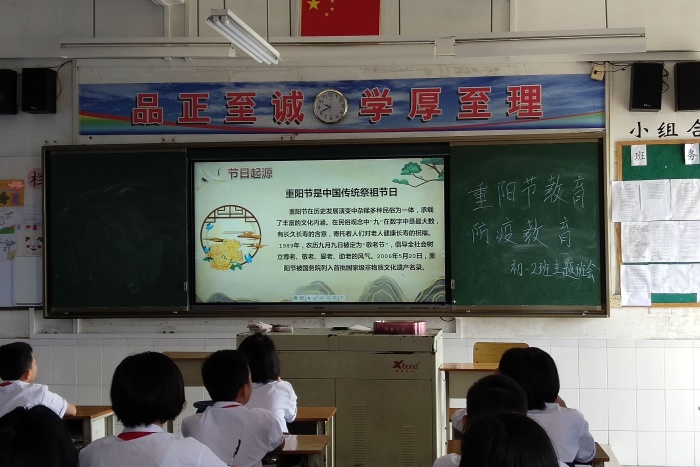 品正至诚 学厚至理
小组合
班
务
节日起源
重阳节是中国传统祭祖节日
重阳节在历史发展演变中杂糅多种民俗为一体，承载
了丰富的文化内涵。在民俗观念中“九”在数字中是最大数，
有长久长寿的含意，寄托着人们对老人健康长寿的祝福。
1989年，农历九月九日被定为“敬老节”，倡导全社会树
立尊老、敬老、爱老、助老的风气。2006年5月20日，重
阳节被国务院列入首批国家级非物质文化遗产名录。
重阳节教育
防疫教育
初-2班主题班会
Xbund